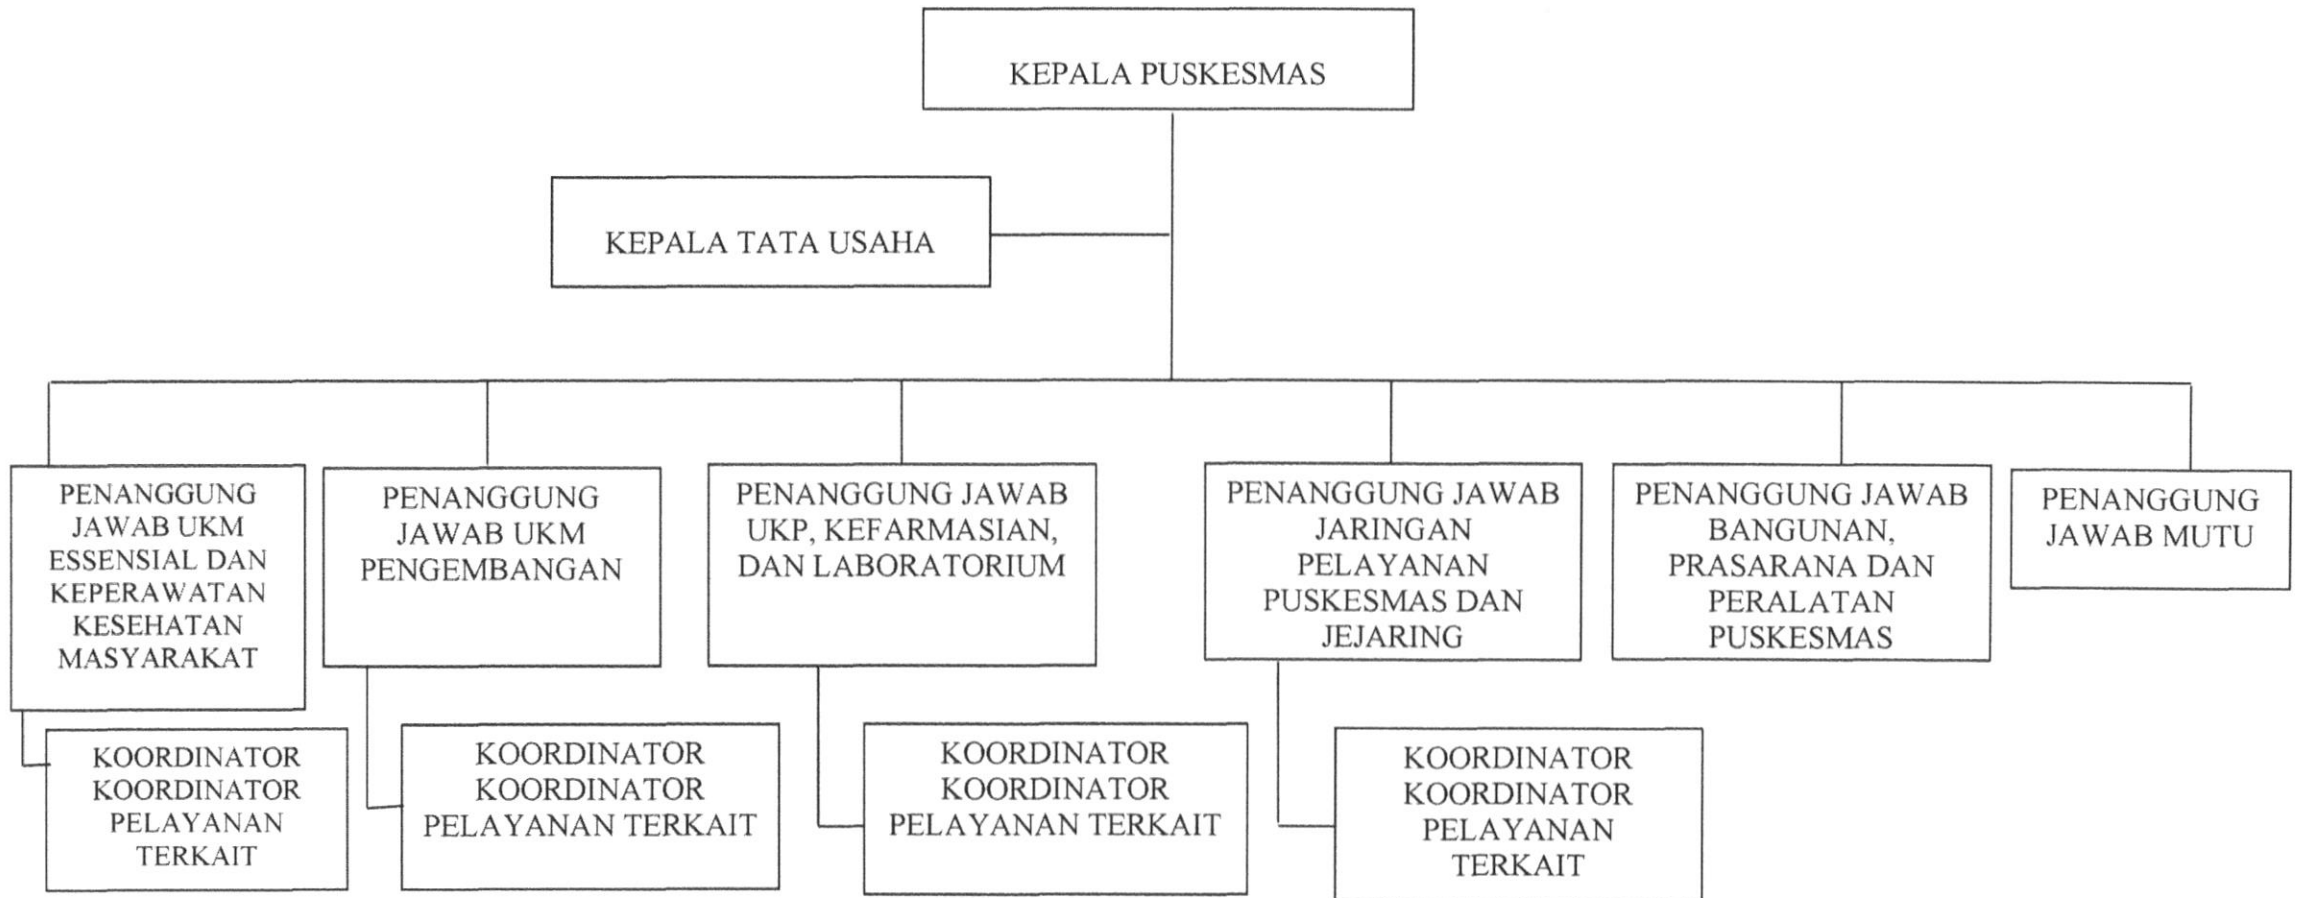 KEPALA PUSKESMAS
KEPALA TATA USAHA
PENANGGUNG
JAWAB UKM
ESSENSIAL DAN
KEPERAWATAN
KESEHATAN
MASYARAKAT
PENANGGUNG
JAWAB UKM
PENGEMBANGAN
PENANGGUNG JAWAB
UKP, KEFARMASIAN,
DAN LABORATORIUM
PENANGGUNG JAWAB
JARINGAN
PELAYANAN
PUSKESMAS DAN
JEJARING
PENANGGUNG JAWAB
BANGUNAN,
PRASARANA DAN
PERALATAN
PUSKESMAS
PENANGGUNG
JAWAB MUTU
KOORDINATOR
KOORDINATOR
PELAYANAN
TERKAIT
KOORDINATOR
KOORDINATOR
PELAYANAN TERKAIT
KOORDINATOR
KOORDINATOR
PELAYANAN TERKAIT
KOORDINATOR
KOORDINATOR
PELAYANAN
TERKAIT